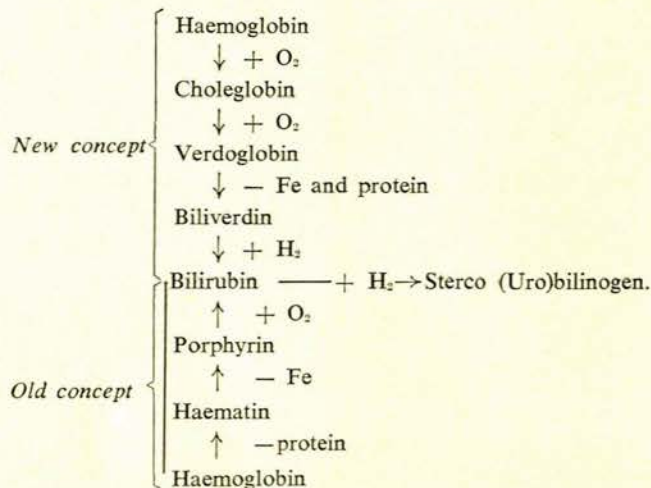 Haemoglobin
↓ + O₂
Choleglobin
↓ + O₂
New concept
Verdoglobin
↓ — Fe and protein
Biliverdin
↓ + H₂
Bilirubin —— + H₂→Sterco (Uro)bilinogen.
↑ + O₂
Porphyrin
↑ — Fe
Old concept
Haematin
↑ —protein
Haemoglobin